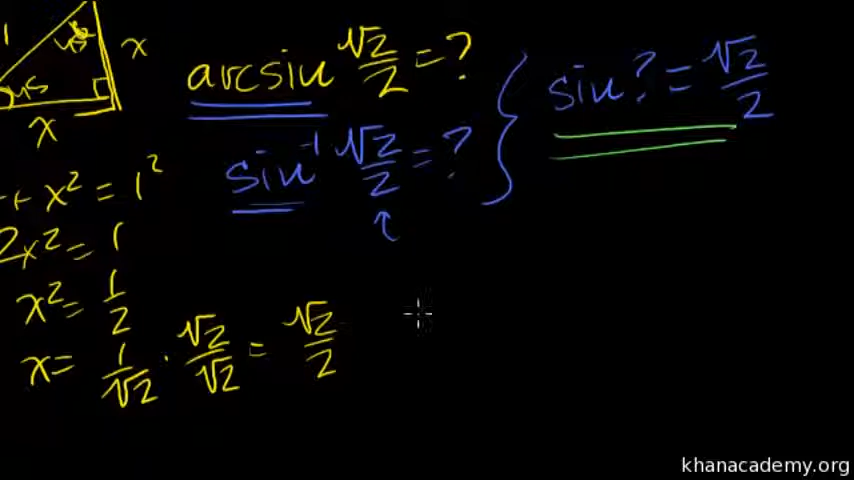 1
45
x
45
x
arcsin √2/2 = ?
sin⁻¹ √2/2 = ?
sin ? = √2/2
+ x² = 1²
2x² = 1
x² = 1/2
x = 1/√2 · √2/√2 = √2/2
khanacademy.org